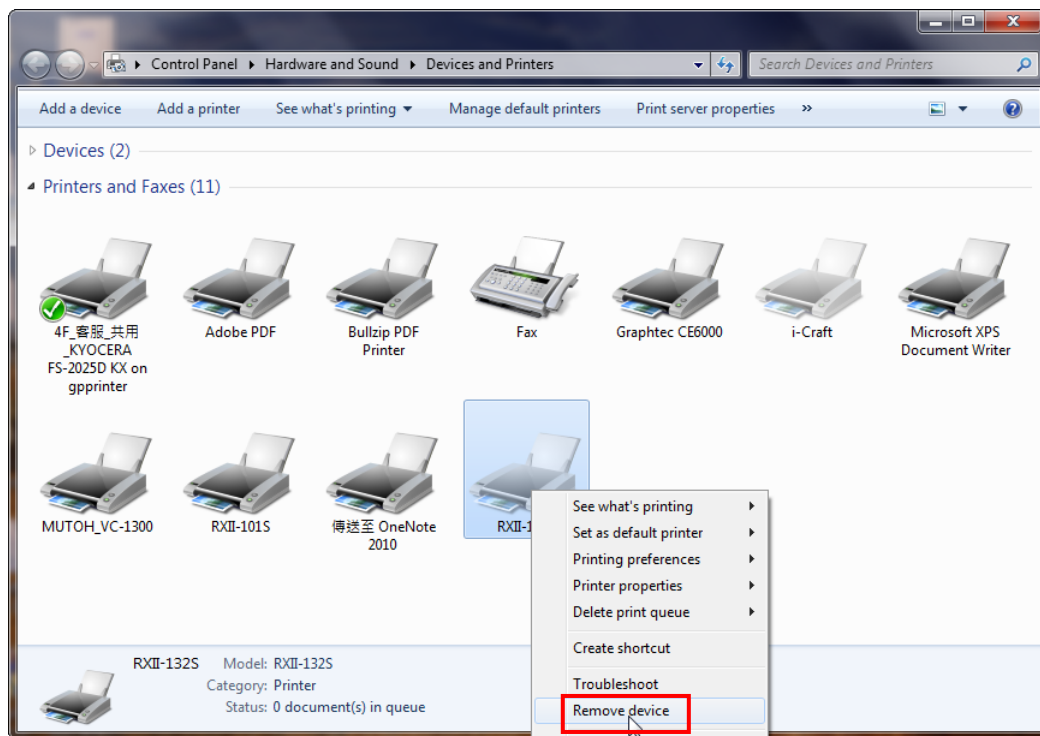 Control Panel Hardware and Sound Devices and Printers
Search Devices and Printers
Add a device Add a printer See what's printing Manage default printers Print server properties »
Devices (2)
Printers and Faxes (11)
4F_客服_共用
_KYOCERA
FS-2025D KX on
gpprinter
Adobe PDF
Bullzip PDF
Printer
Fax
Graphtec CE6000
i-Craft
Microsoft XPS
Document Writer
MUTOH_VC-1300
RXII-101S
傳送至 OneNote
2010
RXII-1
See what's printing
Set as default printer
Printing preferences
Printer properties
Delete print queue
Create shortcut
Troubleshoot
Remove device
RXII-132S Model: RXII-132S
Category: Printer
Status: 0 document(s) in queue